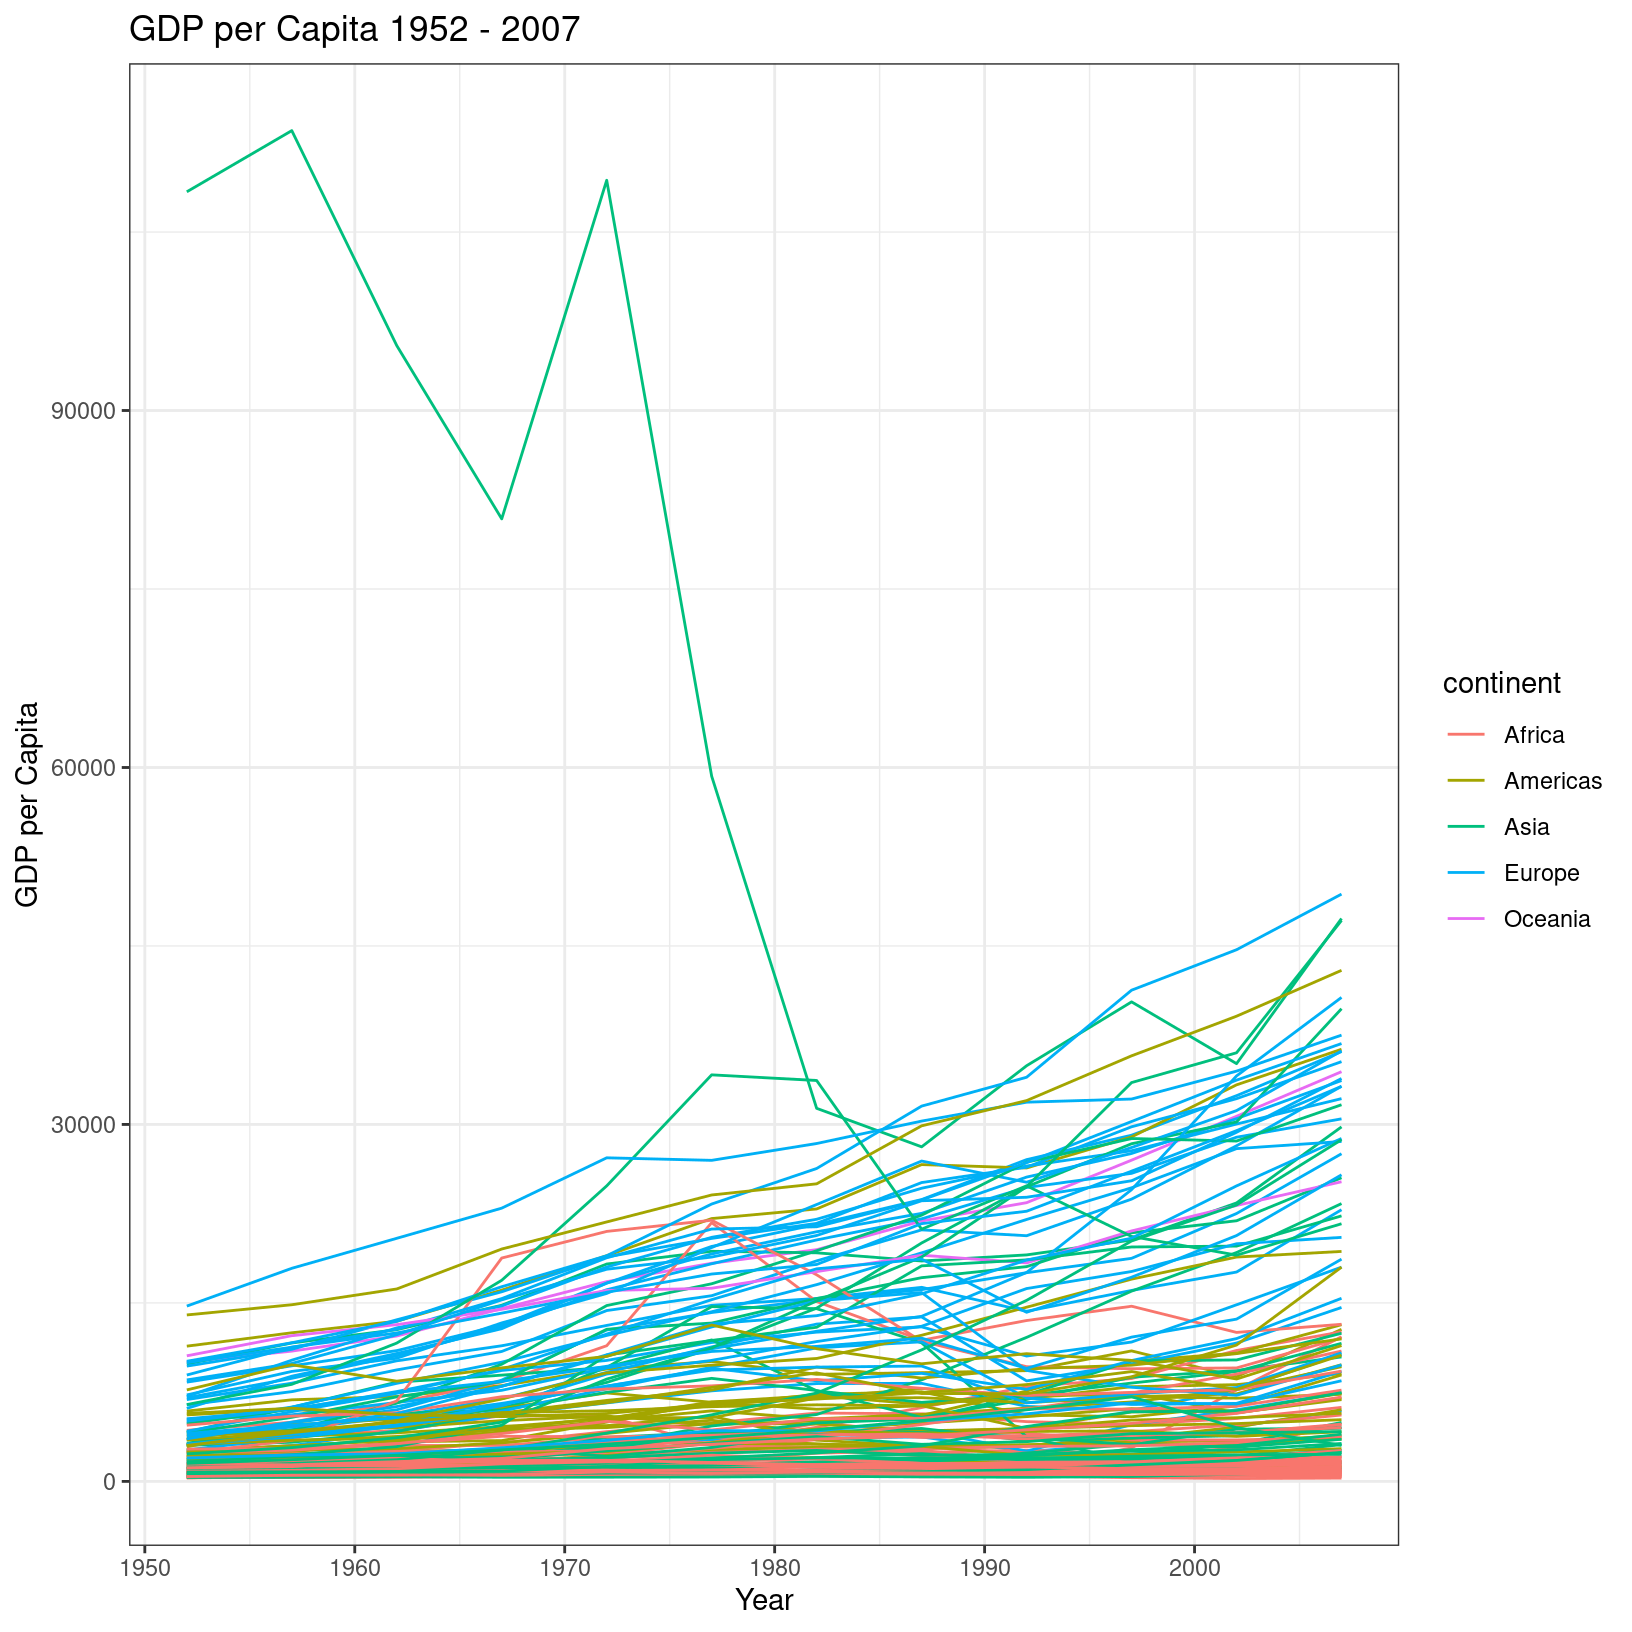 GDP per Capita 1952 - 2007
GDP per Capita
90000
60000
30000
0
1950
1960
1970
1980
1990
2000
Year
continent
Africa
Americas
Asia
Europe
Oceania